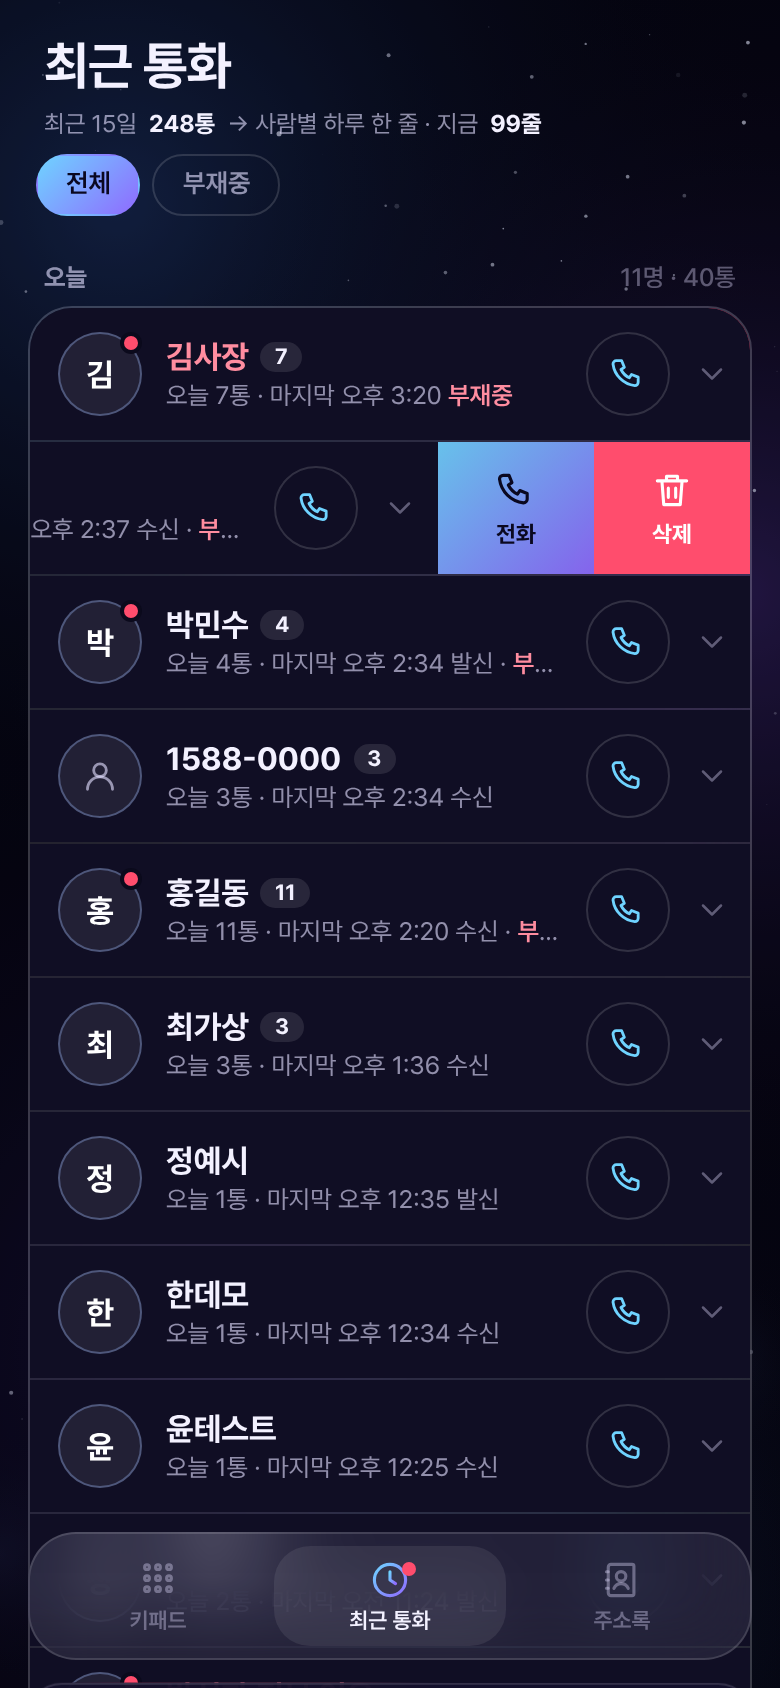 최근 통화
최근 15일 248통 → 사람별 하루 한 줄 · 지금 99줄
전체 부재중
오늘 11명 · 40통
김 김사장 7
오늘 7통 · 마지막 오후 3:20 부재중
오후 2:37 수신 · 부... 전화 삭제
박 박민수 4
오늘 4통 · 마지막 오후 2:34 발신 · 부...
1588-0000 3
오늘 3통 · 마지막 오후 2:34 수신
홍 홍길동 11
오늘 11통 · 마지막 오후 2:20 수신 · 부...
최 최가상 3
오늘 3통 · 마지막 오후 1:36 수신
정 정예시
오늘 1통 · 마지막 오후 12:35 발신
한 한데모
오늘 1통 · 마지막 오후 12:34 수신
윤 윤테스트
오늘 1통 · 마지막 오후 12:25 수신
키패드 최근 통화 주소록